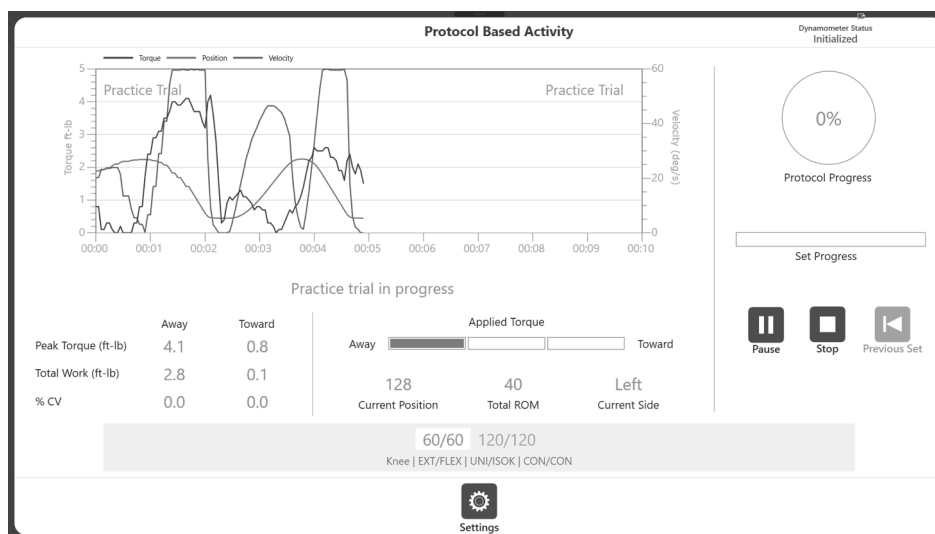 Protocol Based Activity
Dynamometer Status
Initialized
Torque Position Velocity
Practice Trial Practice Trial
5 60
4
3 40
2 20
1
0 0
Torque ft-lb
Velocity (deg/s)
00:00 00:01 00:02 00:03 00:04 00:05 00:06 00:07 00:08 00:09 00:10
0%
Protocol Progress
Set Progress
Practice trial in progress
Away Toward
Peak Torque (ft-lb) 4.1 0.8
Total Work (ft-lb) 2.8 0.1
% CV 0.0 0.0
Applied Torque
Away Toward
128 40 Left
Current Position Total ROM Current Side
Pause Stop Previous Set
60/60 120/120
Knee | EXT/FLEX | UNI/ISOK | CON/CON
Settings